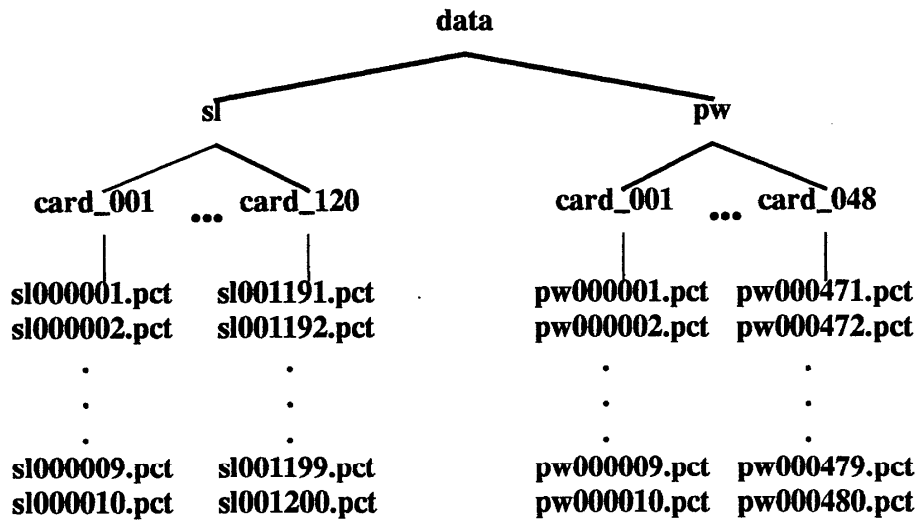 data
sl pw
card_001 ... card_120 card_001 ... card_048
sl000001.pct sl001191.pct pw000001.pct pw000471.pct
sl000002.pct sl001192.pct pw000002.pct pw000472.pct
. . . .
. . . .
. . . .
sl000009.pct sl001199.pct pw000009.pct pw000479.pct
sl000010.pct sl001200.pct pw000010.pct pw000480.pct